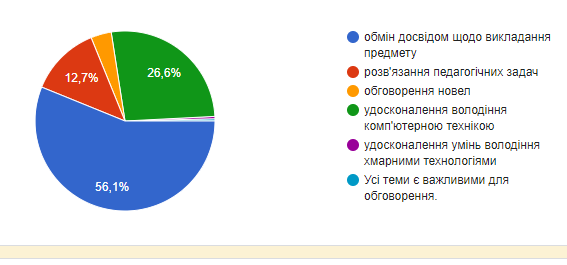 12,7%
26,6%
56,1%
обмін досвідом щодо викладання
предмету
розв'язання педагогічних задач
обговорення новел
удосконалення володіння
комп'ютерною технікою
удосконалення умінь володіння
хмарними технологіями
Усі теми є важливими для
обговорення.